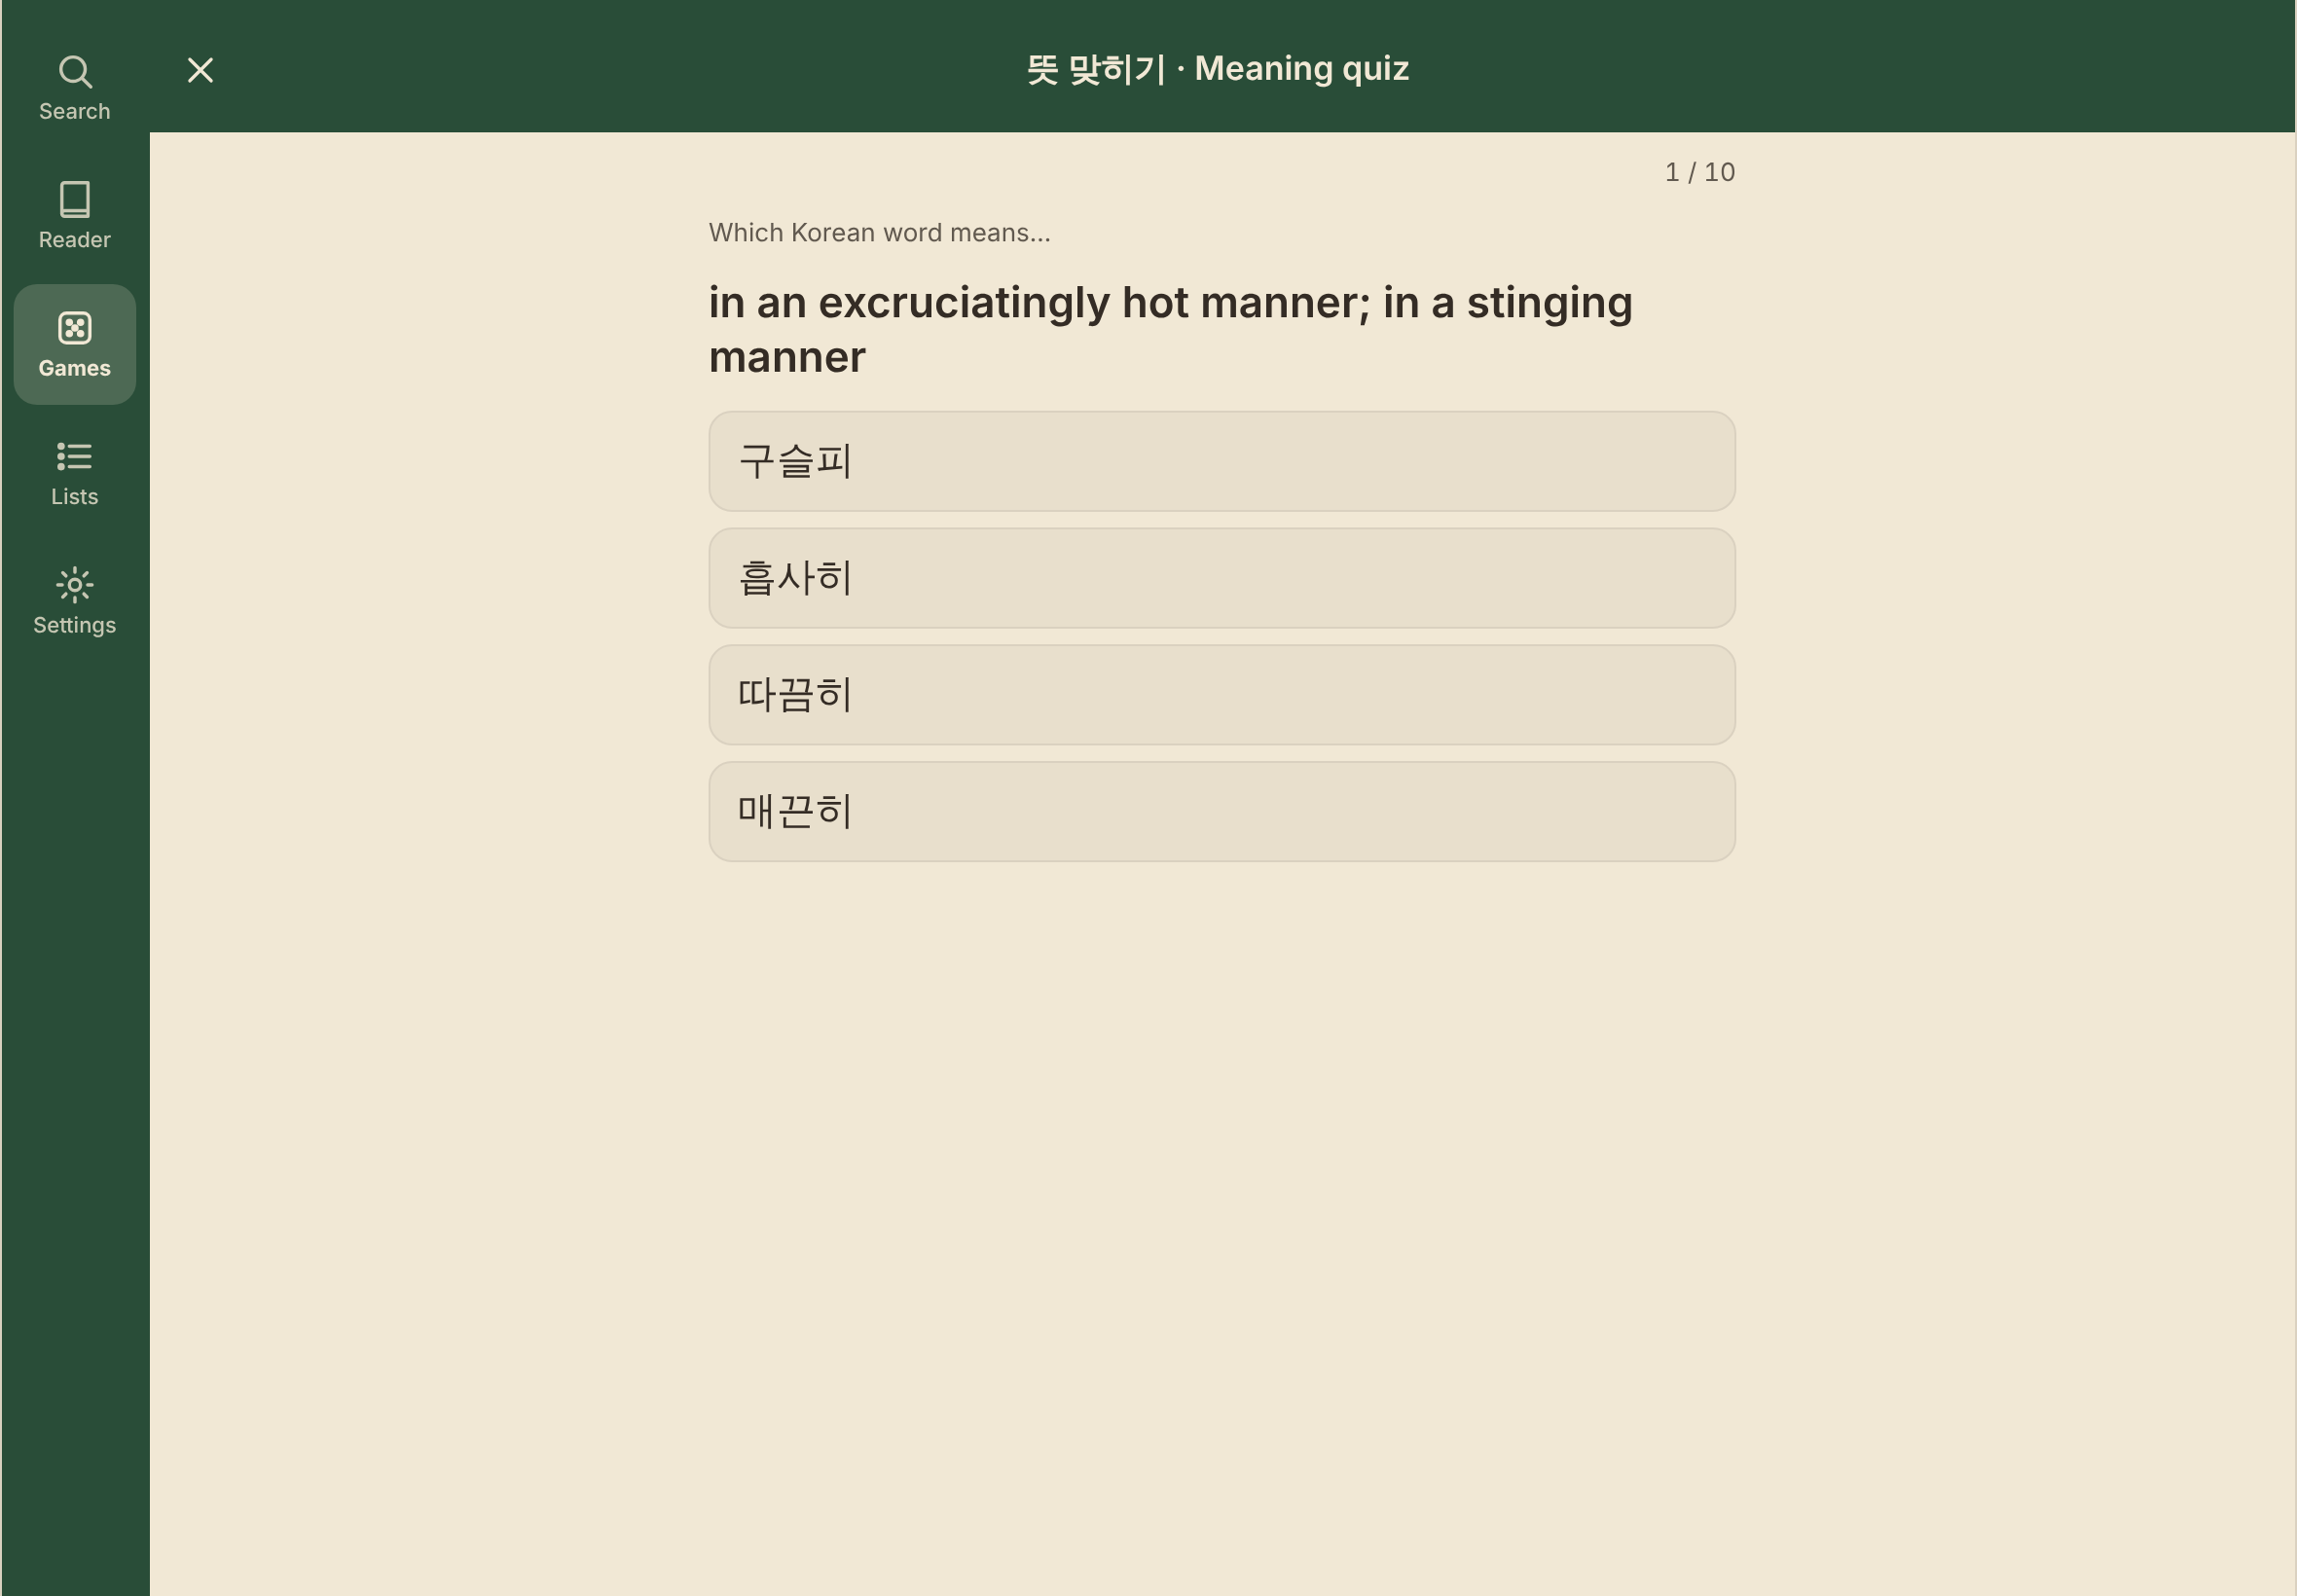 Search
Reader
Games
Lists
Settings
뜻 맞히기 · Meaning quiz
1 / 10
Which Korean word means...
in an excruciatingly hot manner; in a stinging
manner
구슬피
흡사히
따끔히
매끈히